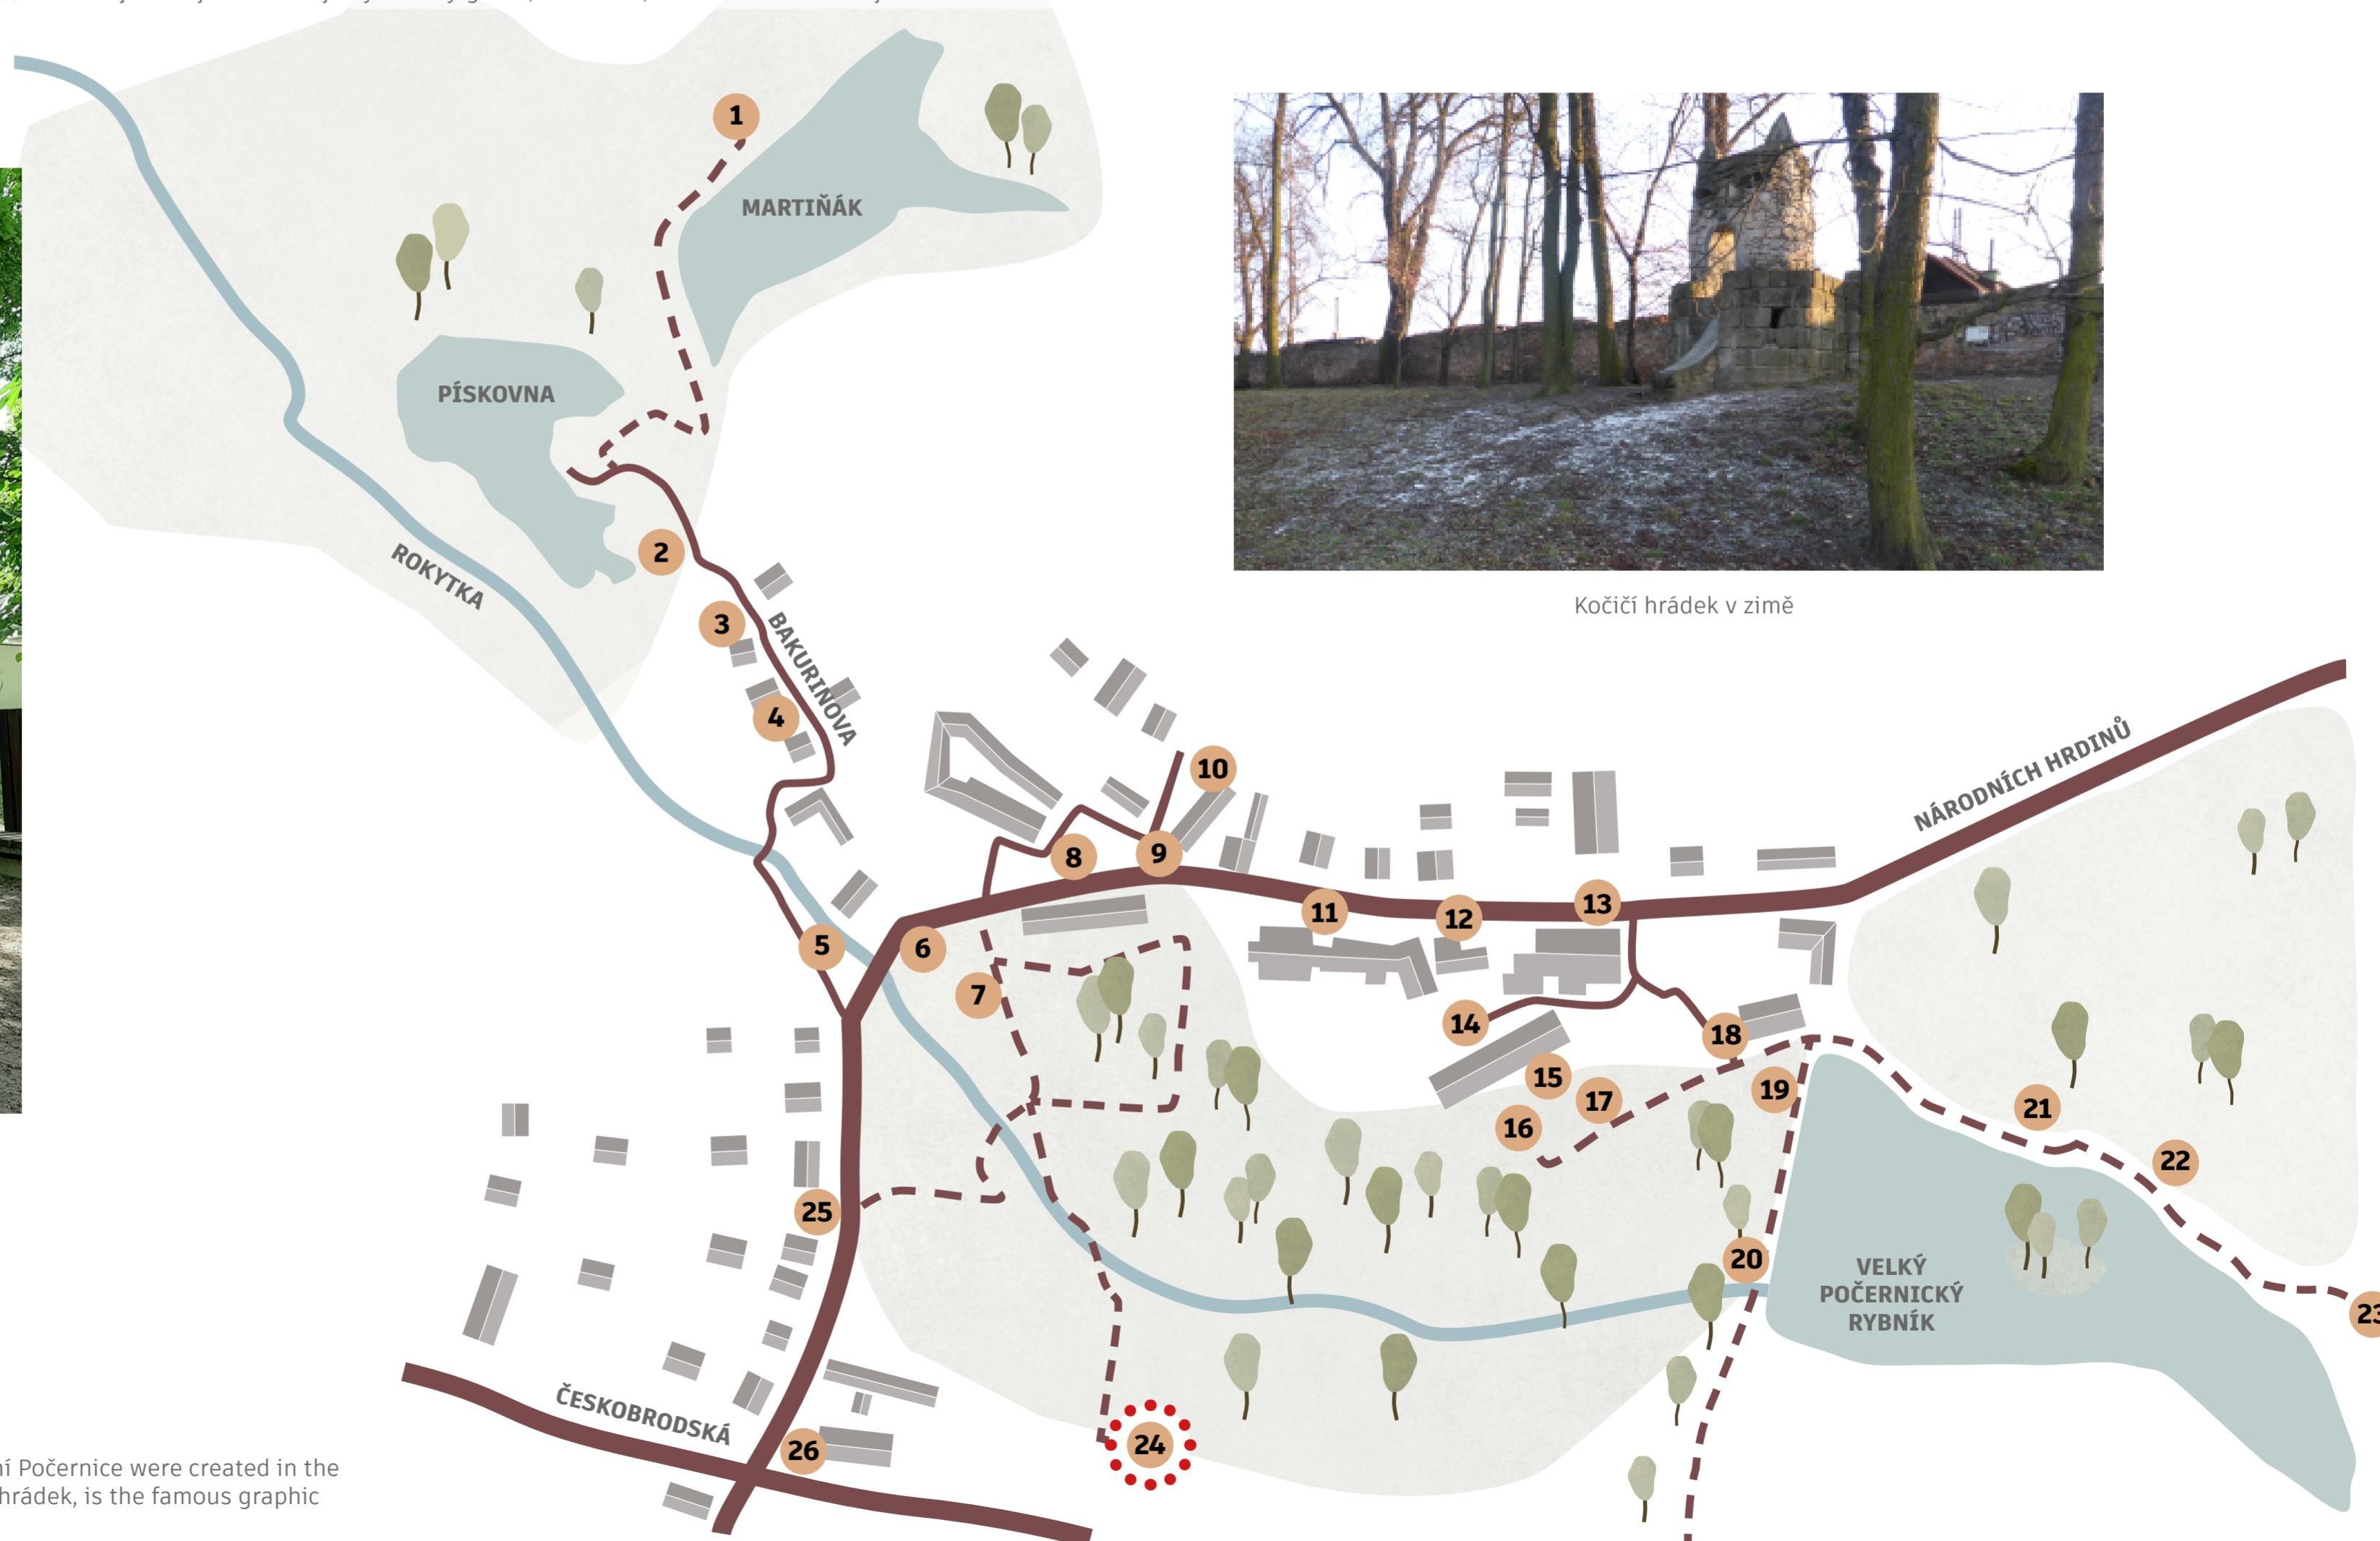 1
MARTIŇÁK
PÍSKOVNA
ROKYTKA
2
3
BAKURINOVA
4
Kočičí hrádek v zimě
NÁRODNÍCH HRDINŮ
10
8
9
11
12
13
5
6
7
14
18
15
19
17
16
21
22
25
20
VELKÝ
POČERNICKÝ
RYBNÍK
23
ČESKOBRODSKÁ
26
24
ní Počernice were created in the
hrádek, is the famous graphic